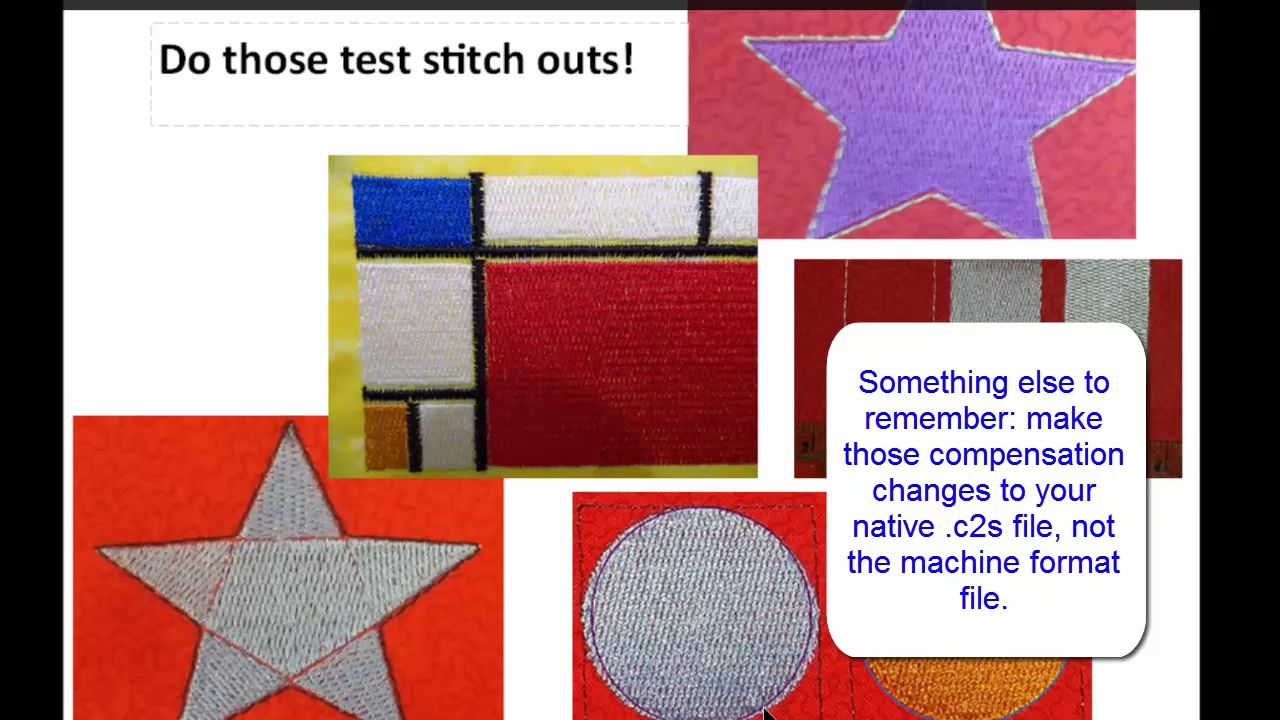 Do those test stitch outs!
Something else to
remember: make
those compensation
changes to your
native .c2s file, not
the machine format
file.